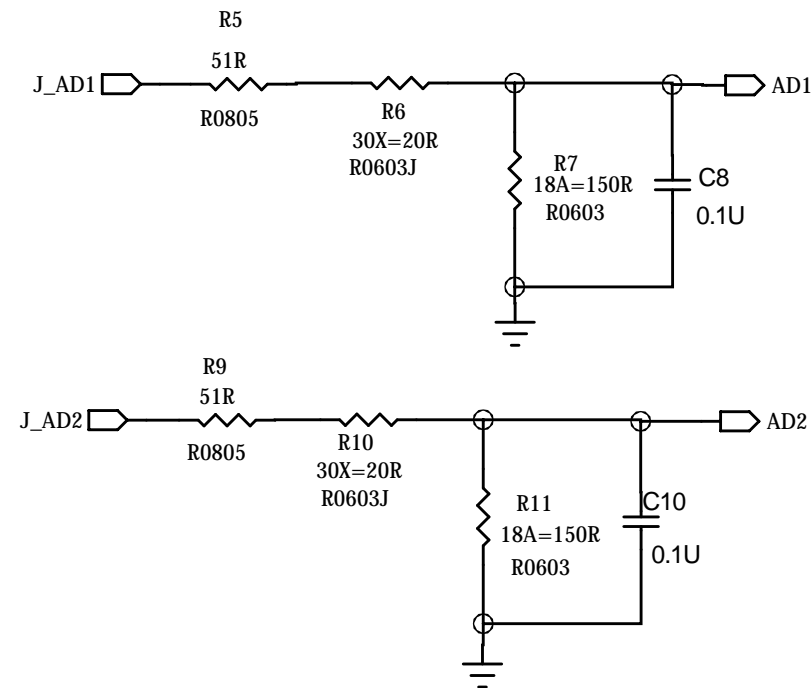 R5
51R
J_AD1
AD1
R0805
R6
30X=20R
R0603J
R7
18A=150R
R0603
C8
0.1U
R9
51R
J_AD2
AD2
R0805
R10
30X=20R
R0603J
R11
18A=150R
R0603
C10
0.1U